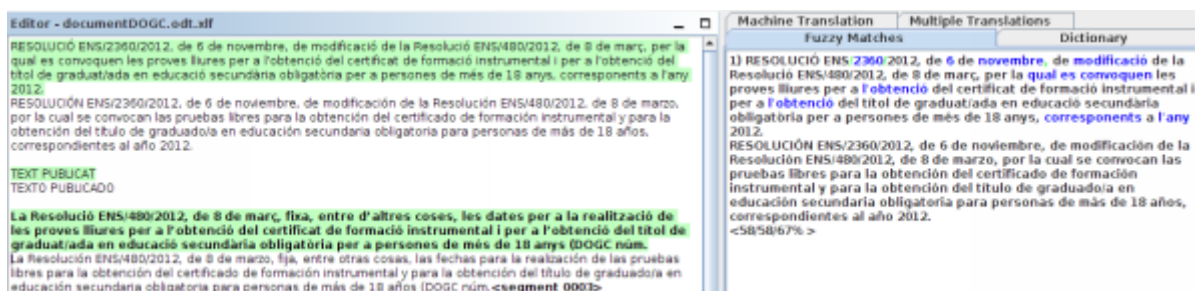 Editor - documentDOGC.odt.xlf
RESOLUCIÓ ENS/2360/2012, de 6 de novembre, de modificació de la Resolució ENS/480/2012, de 8 de març, per la
qual es convoquen les proves lliures per a l'obtenció del certificat de formació instrumental i per a l'obtenció del
títol de graduat/ada en educació secundària obligatòria per a persones de més de 18 anys, corresponents a l'any
2012.
RESOLUCIÓN ENS/2360/2012, de 6 de noviembre, de modificación de la Resolución ENS/480/2012, de 8 de marzo,
por la cual se convocan las pruebas libres para la obtención del certificado de formación instrumental y para la
obtención del título de graduado/a en educación secundaria obligatoria para personas de más de 18 años,
correspondientes al año 2012.
TEXT PUBLICAT
TEXTO PUBLICADO
La Resolució ENS/480/2012, de 8 de març, fixa, entre d'altres coses, les dates per a la realització de
les proves lliures per a l'obtenció del certificat de formació instrumental i per a l'obtenció del títol de
graduat/ada en educació secundària obligatòria per a persones de més de 18 anys (DOGC núm.
La Resolución ENS/480/2012, de 8 de marzo, fija, entre otras cosas, las fechas para la realización de las pruebas
libres para la obtención del certificado de formación instrumental y para la obtención del título de graduado/a en
educación secundaria obligatoria para personas de más de 18 años (DOGC núm.<segment 0003>
Machine Translation Multiple Translations
Fuzzy Matches Dictionary
1) RESOLUCIÓ ENS/2360/2012, de 6 de novembre, de modificació de la
Resolució ENS/480/2012, de 8 de març, per la qual es convoquen les
proves lliures per a l'obtenció del certificat de formació instrumental i
per a l'obtenció del títol de graduat/ada en educació secundària
obligatòria per a persones de més de 18 anys, corresponents a l'any
2012.
RESOLUCIÓN ENS/2360/2012, de 6 de noviembre, de modificación de la
Resolución ENS/480/2012, de 8 de marzo, por la cual se convocan las
pruebas libres para la obtención del certificado de formación
instrumental y para la obtención del título de graduado/a en
educación secundaria obligatoria para personas de más de 18 años,
correspondientes al año 2012.
<58/58/67% >